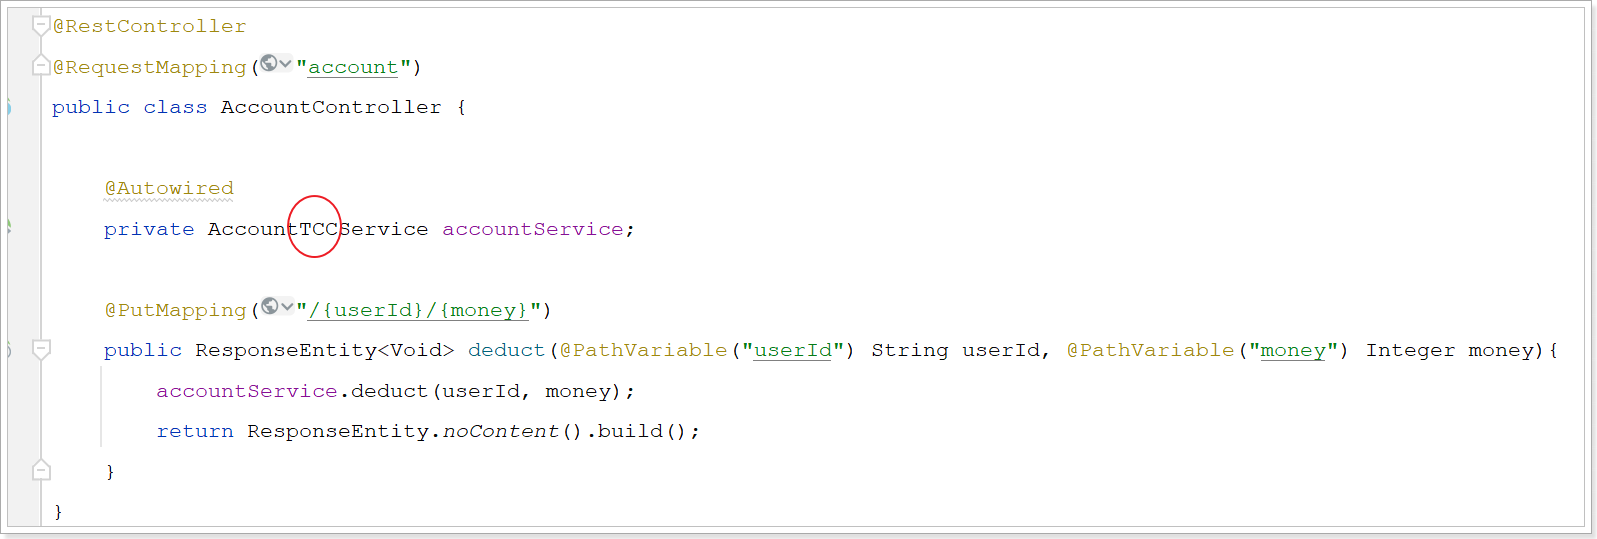 @RestController
@RequestMapping("account")
public class AccountController {
@Autowired
private AccountTCCService accountService;
@PutMapping("/{userId}/{money}")
public ResponseEntity<Void> deduct(@PathVariable("userId") String userId, @PathVariable("money") Integer money){
accountService.deduct(userId, money);
return ResponseEntity.noContent().build();
}
}